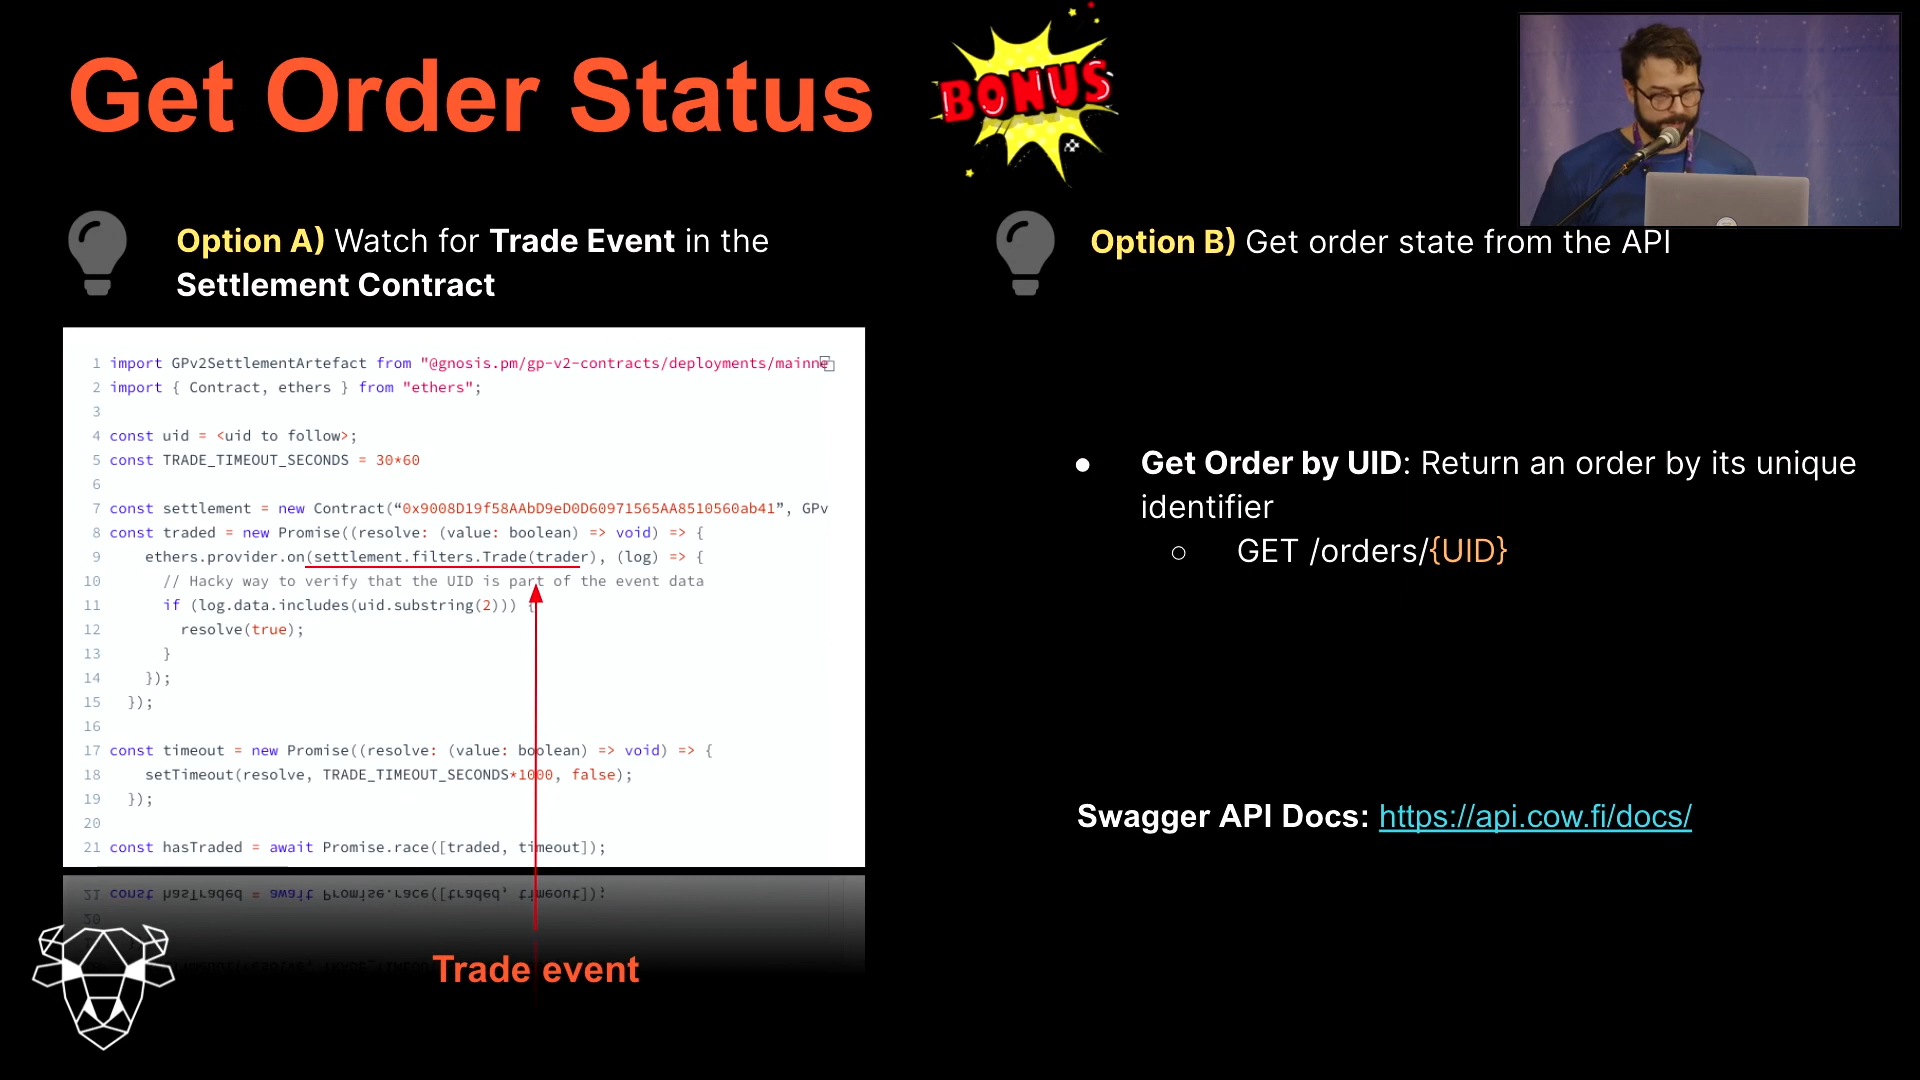 Get Order Status
BONUS
Option A) Watch for Trade Event in the
Settlement Contract
1 import GPv2SettlementArtefact from "@gnosis.pm/gp-v2-contracts/deployments/mainne
2 import { Contract, ethers } from "ethers";
3
4 const uid = <uid to follow>;
5 const TRADE_TIMEOUT_SECONDS = 30*60
6
7 const settlement = new Contract(“0x9008D19f58AAbD9eD0D60971565AA8510560ab41”, GPv
8 const traded = new Promise((resolve: (value: boolean) => void) => {
9 ethers.provider.on(settlement.filters.Trade(trader), (log) => {
10 // Hacky way to verify that the UID is part of the event data
11 if (log.data.includes(uid.substring(2))) {
12 resolve(true);
13 }
14 });
15 });
16
17 const timeout = new Promise((resolve: (value: boolean) => void) => {
18 setTimeout(resolve, TRADE_TIMEOUT_SECONDS*1000, false);
19 });
20
21 const hasTraded = await Promise.race([traded, timeout]);
Trade event
Option B) Get order state from the API
● Get Order by UID: Return an order by its unique
identifier
○ GET /orders/{UID}
Swagger API Docs: https://api.cow.fi/docs/